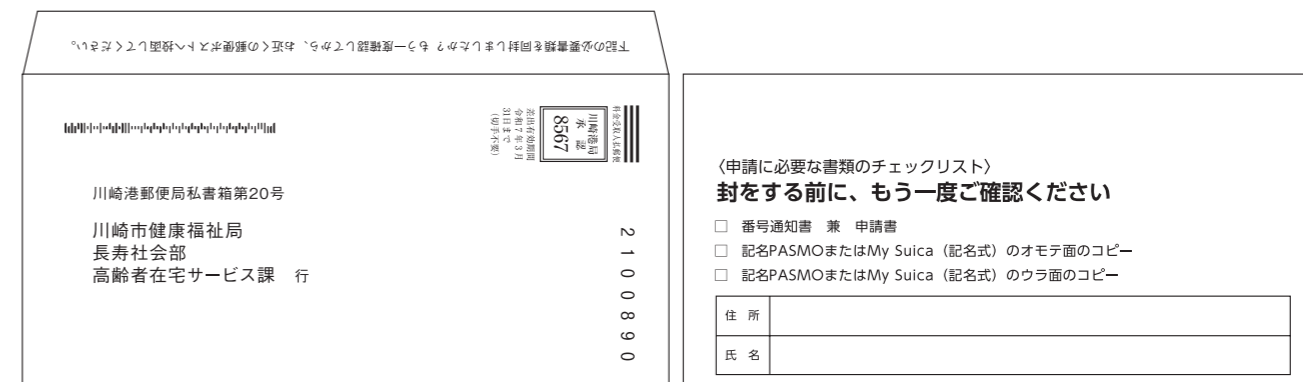 下記の必要書類を同封しましたか？ もう一度確認してから、お近くの郵便ポストへ投函してください。
料金受取人払郵便
川崎港局
承認
8567
差出有効期間
令和7年3月
31日まで
(切手不要)
川崎港郵便局私書箱第20号
川崎市健康福祉局
長寿社会部
高齢者在宅サービス課 行
2100890
〈申請に必要な書類のチェックリスト〉
封をする前に、もう一度ご確認ください
□ 番号通知書 兼 申請書
□ 記名PASMOまたはMy Suica（記名式）のオモテ面のコピー
□ 記名PASMOまたはMy Suica（記名式）のウラ面のコピー
住 所
氏 名